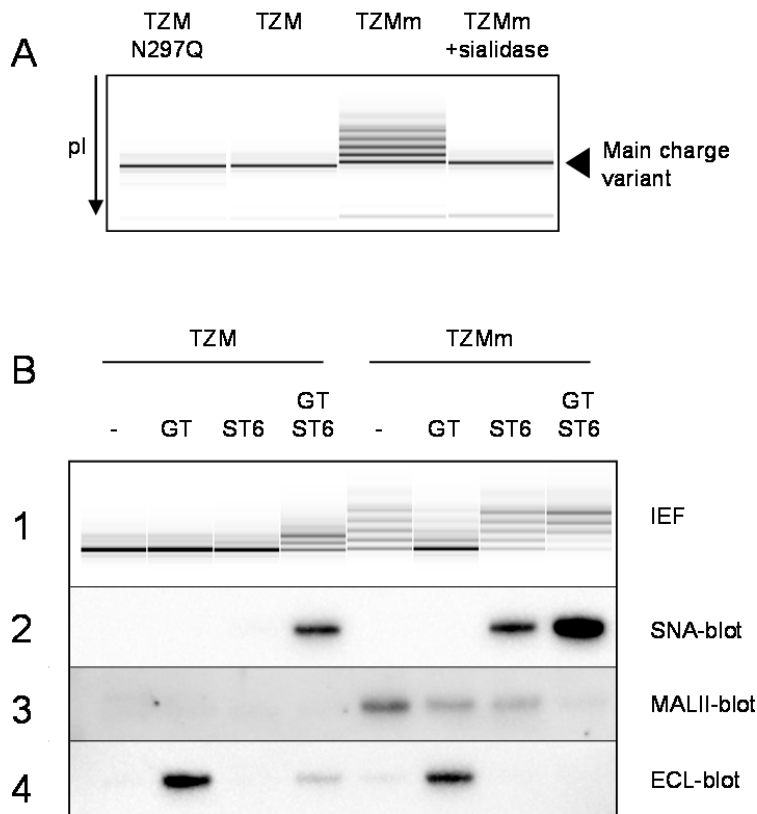 A
TZM
N297Q
TZM
TZMm
TZMm
+sialidase
pI
Main charge
variant
B
TZM
TZMm
- GT ST6 GT
ST6
- GT ST6 GT
ST6
1
IEF
2
SNA-blot
3
MALII-blot
4
ECL-blot